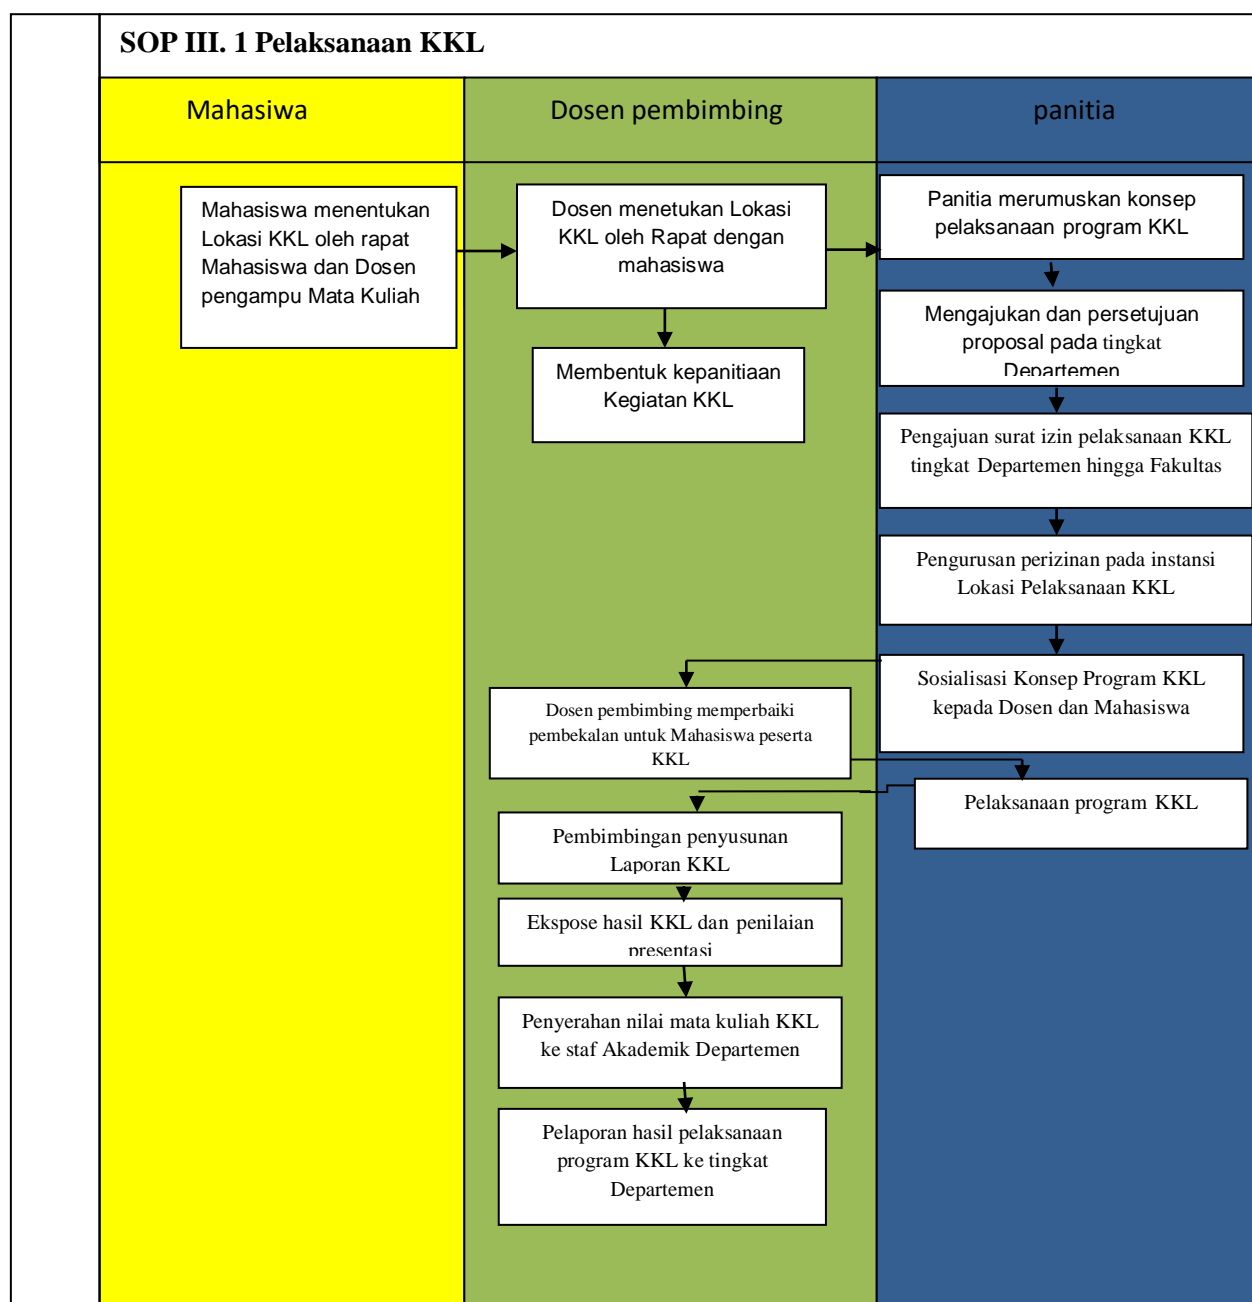 SOP III. 1 Pelaksanaan KKL
Mahasiwa
Dosen pembimbing
panitia
Mahasiswa menentukan
Lokasi KKL oleh rapat
Mahasiswa dan Dosen
pengampu Mata Kuliah
Dosen menetukan Lokasi
KKL oleh Rapat dengan
mahasiswa
Panitia merumuskan konsep
pelaksanaan program KKL
Membentuk kepanitiaan
Kegiatan KKL
Mengajukan dan persetujuan
proposal pada tingkat
Departemen
Pengajuan surat izin pelaksanaan KKL
tingkat Departemen hingga Fakultas
Pengurusan perizinan pada instansi
Lokasi Pelaksanaan KKL
Sosialisasi Konsep Program KKL
kepada Dosen dan Mahasiswa
Dosen pembimbing memperbaiki
pembekalan untuk Mahasiswa peserta
KKL
Pelaksanaan program KKL
Pembimbingan penyusunan
Laporan KKL
Ekspose hasil KKL dan penilaian
presentasi
Penyerahan nilai mata kuliah KKL
ke staf Akademik Departemen
Pelaporan hasil pelaksanaan
program KKL ke tingkat
Departemen